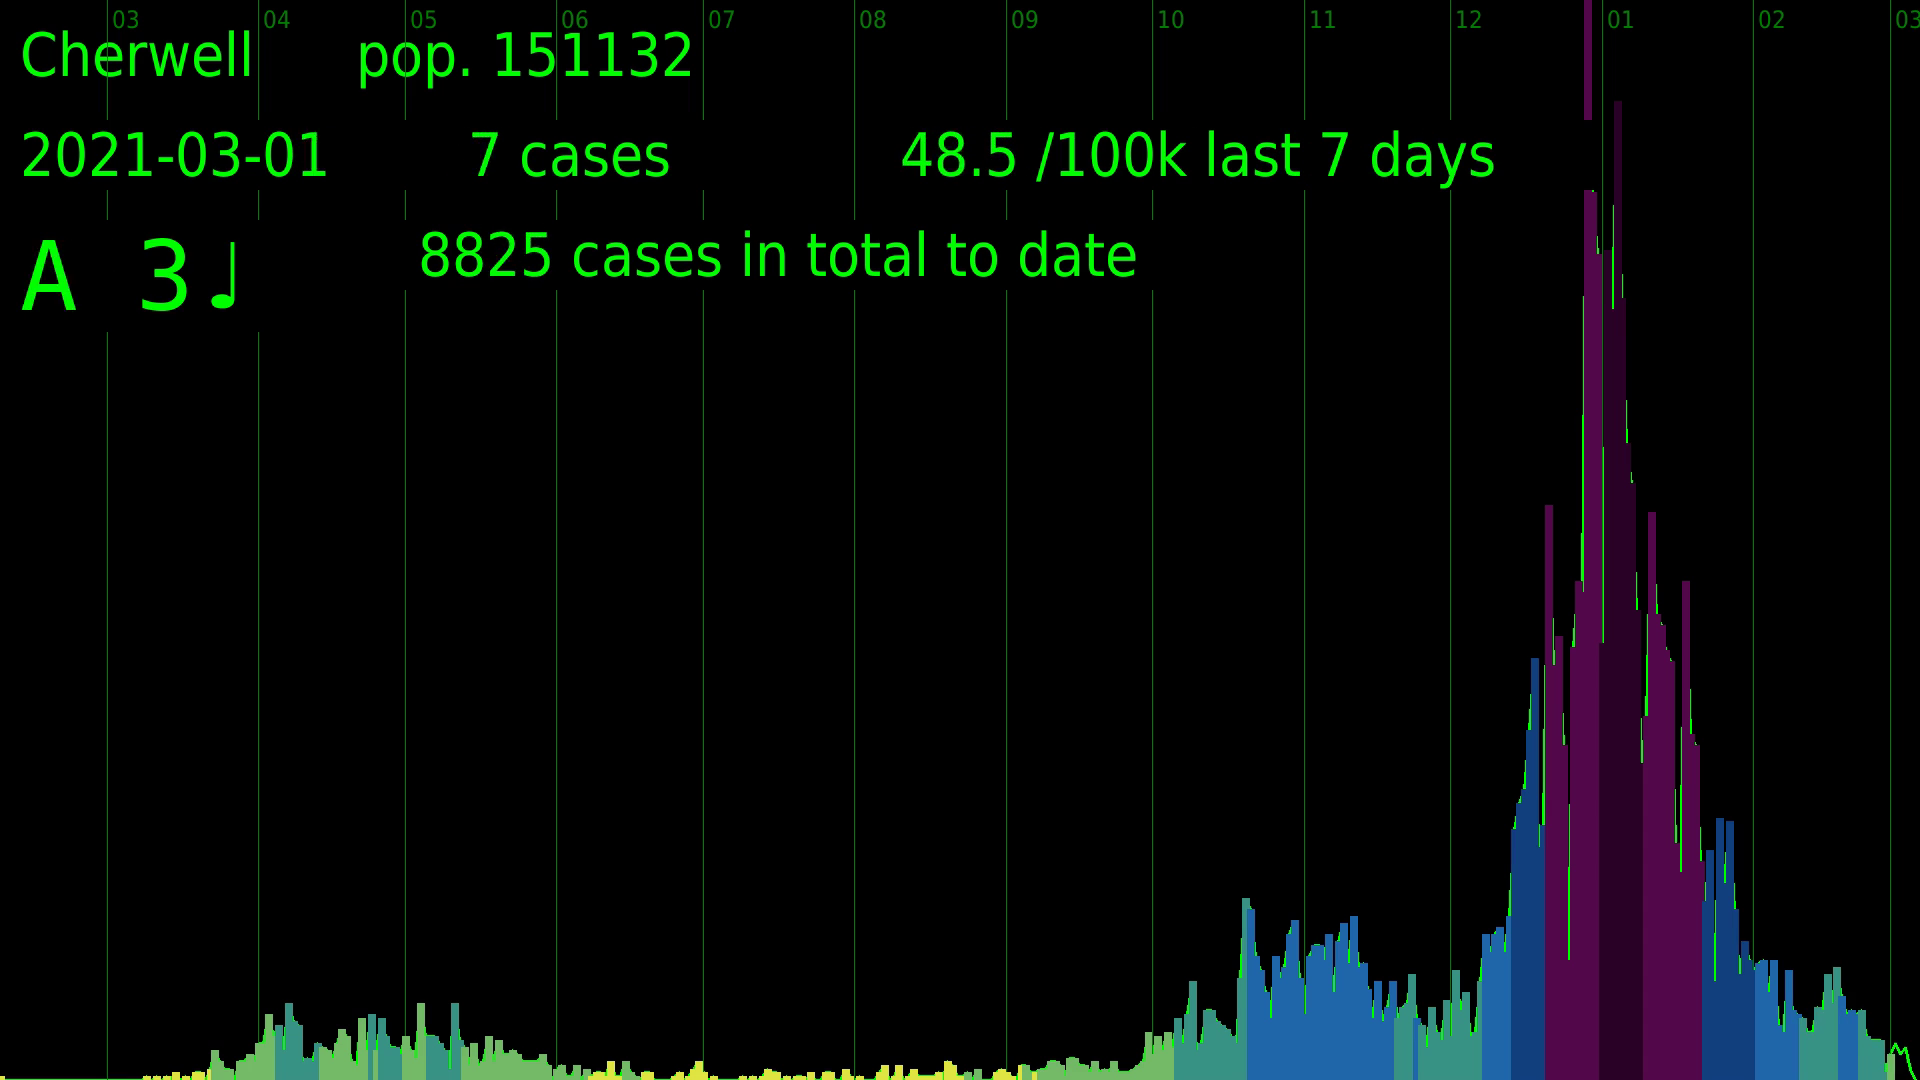 03 04 05 06 07 08 09 10 11 12 01 02 03
Cherwell pop. 151132
2021-03-01 7 cases 48.5 /100k last 7 days
A 3♩ 8825 cases in total to date